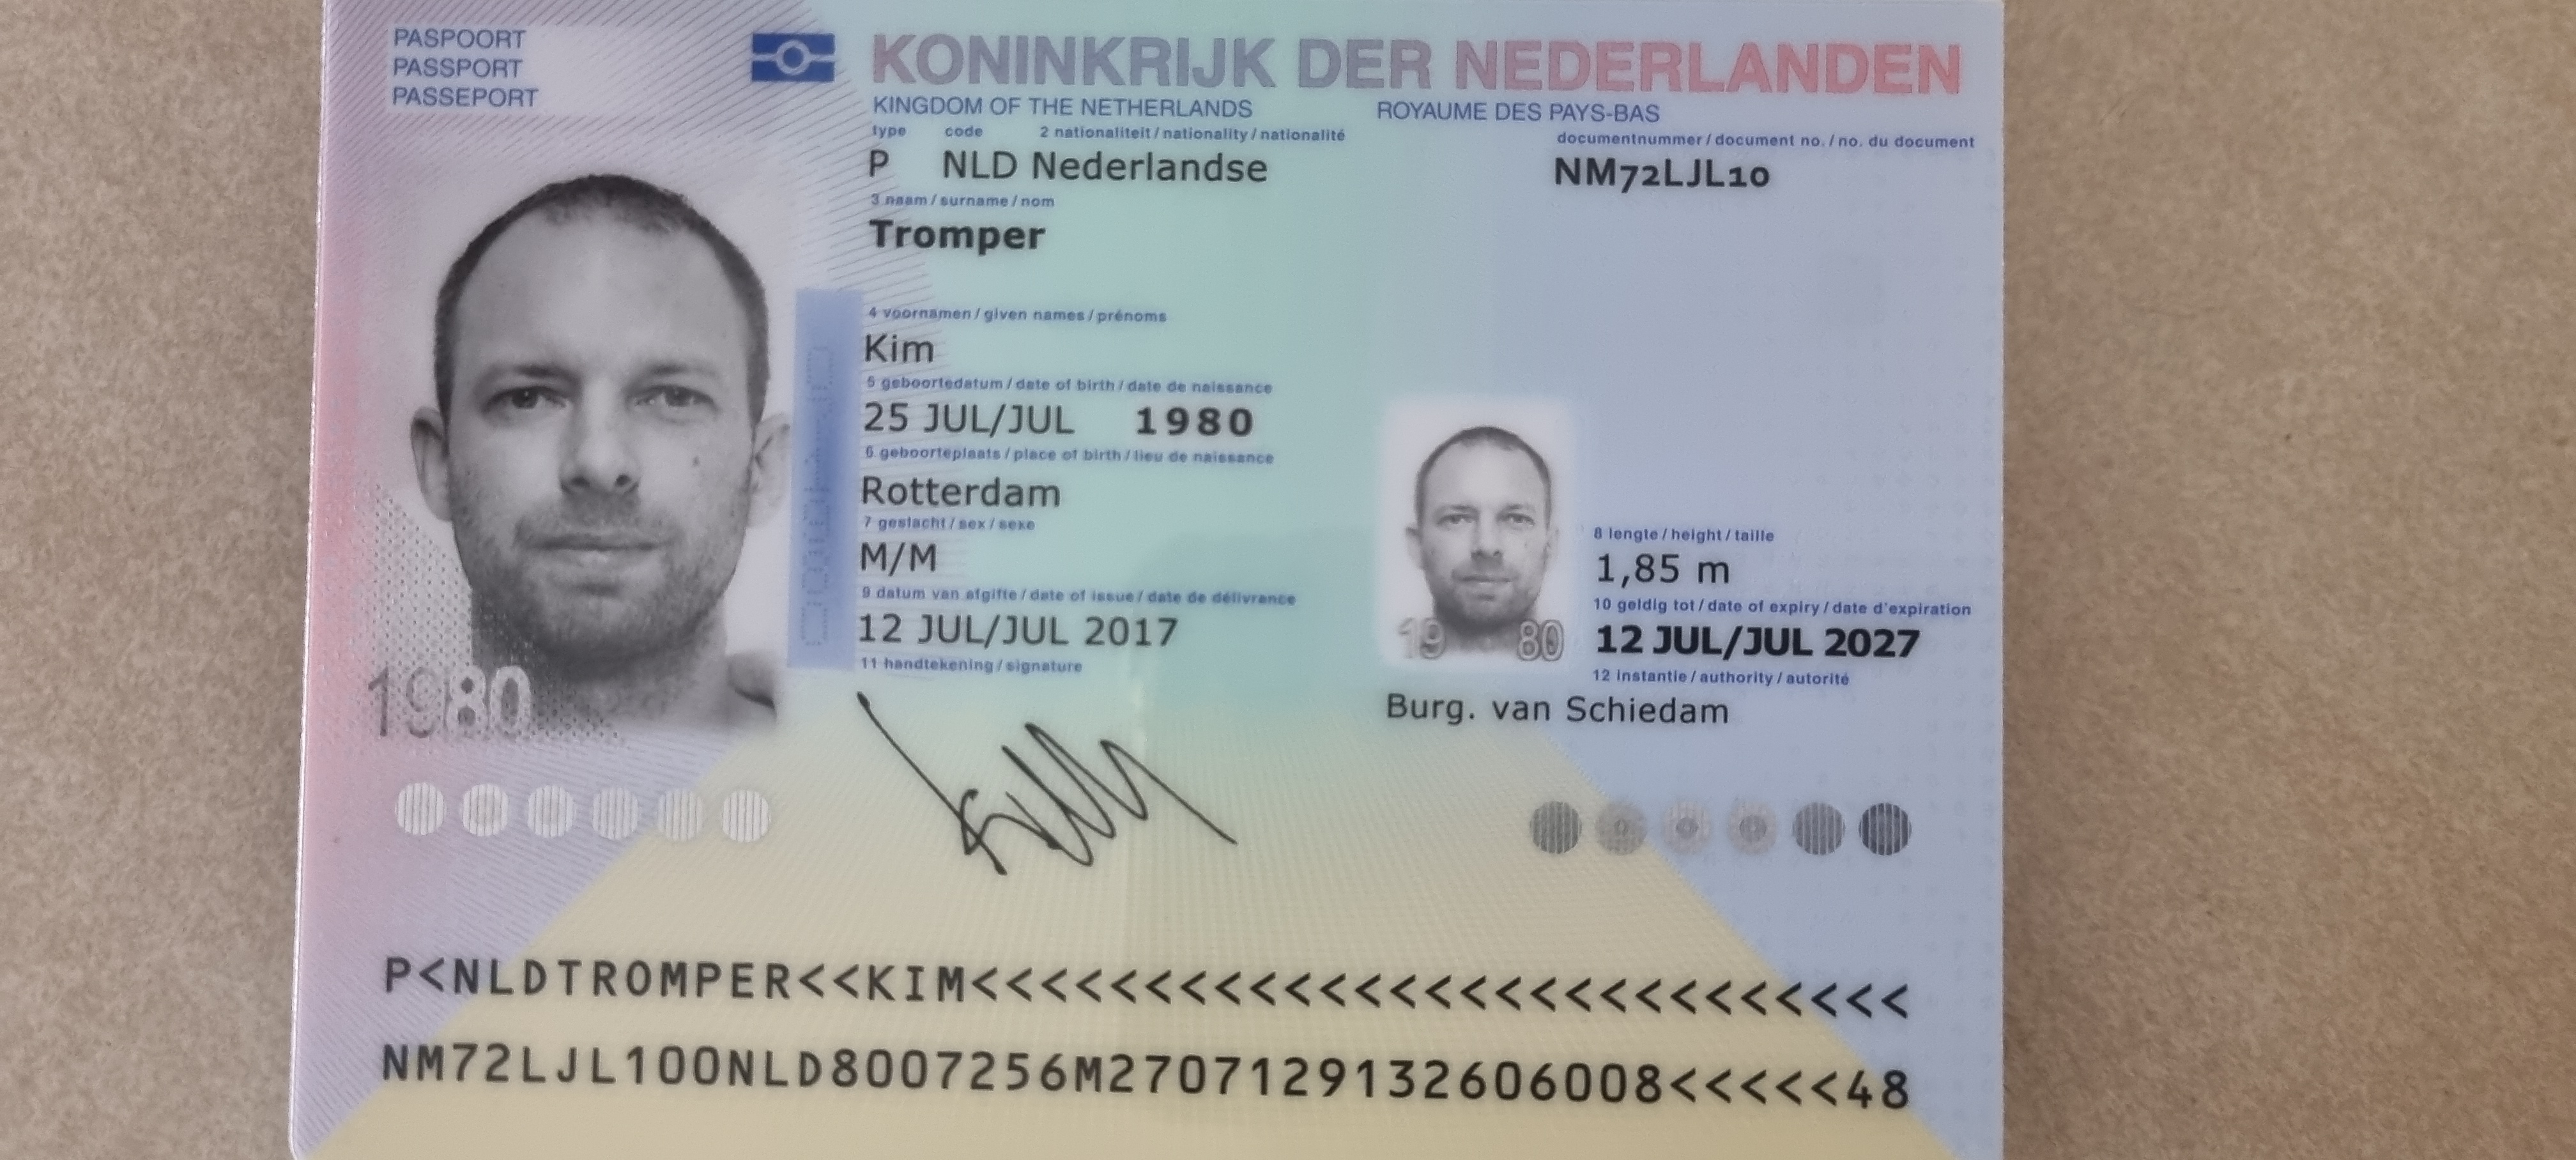 PASPOORT
PASSPORT
PASSEPORT
KONINKRIJK DER NEDERLANDEN
KINGDOM OF THE NETHERLANDS ROYAUME DES PAYS-BAS
type code 2 nationaliteit / nationality / nationalité documentnummer / document no. / no. du document
P NLD Nederlandse NM72LJL10
3 naam / surname / nom
Tromper
4 voornamen / given names / prénoms
Kim
5 geboortedatum / date of birth / date de naissance
25 JUL/JUL 1980
6 geboorteplaats / place of birth / lieu de naissance
Rotterdam
7 geslacht / sex / sexe 8 lengte / height / taille
M/M 1,85 m
9 datum van afgifte / date of issue / date de délivrance 10 geldig tot / date of expiry / date d'expiration
12 JUL/JUL 2017 12 JUL/JUL 2027
11 handtekening / signature 12 instantie / authority / autorité
Burg. van Schiedam
1980
19 80
P<NLDTROMPER<<KIM<<<<<<<<<<<<<<<<<<<<<<<<<<<
NM72LJL100NLD8007256M2707129132606008<<<<<48